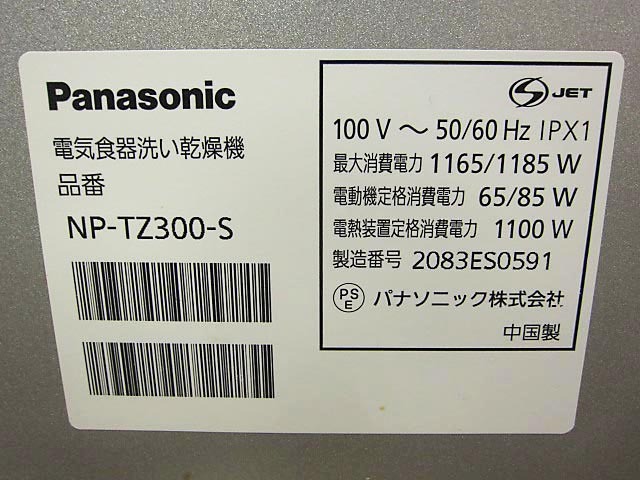 Panasonic
電気食器洗い乾燥機
品番
NP-TZ300-S
S JET
100 V ～ 50/60 Hz IPX1
最大消費電力 1165/1185 W
電動機定格消費電力 65/85 W
電熱装置定格消費電力 1100 W
製造番号 2083ES0591
PSE パナソニック株式会社
中国製